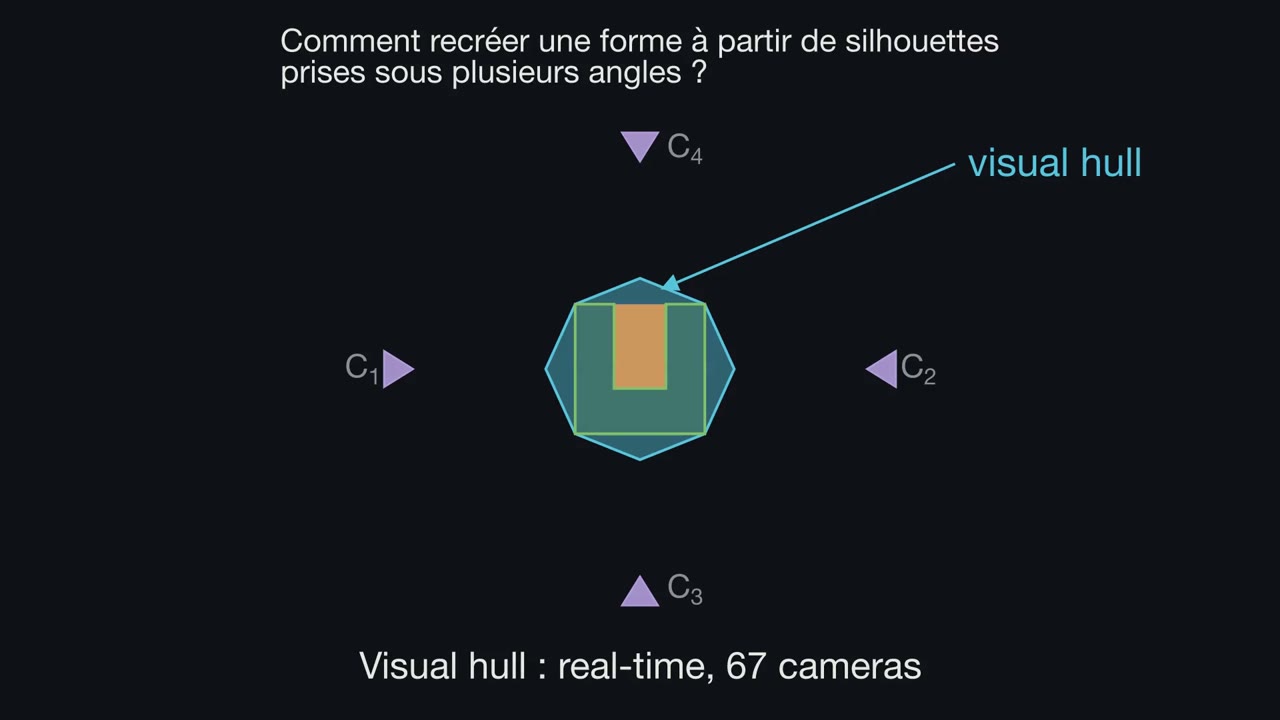 Comment recréer une forme à partir de silhouettes
prises sous plusieurs angles ?
C4
visual hull
C1
C2
C3
Visual hull : real-time, 67 cameras